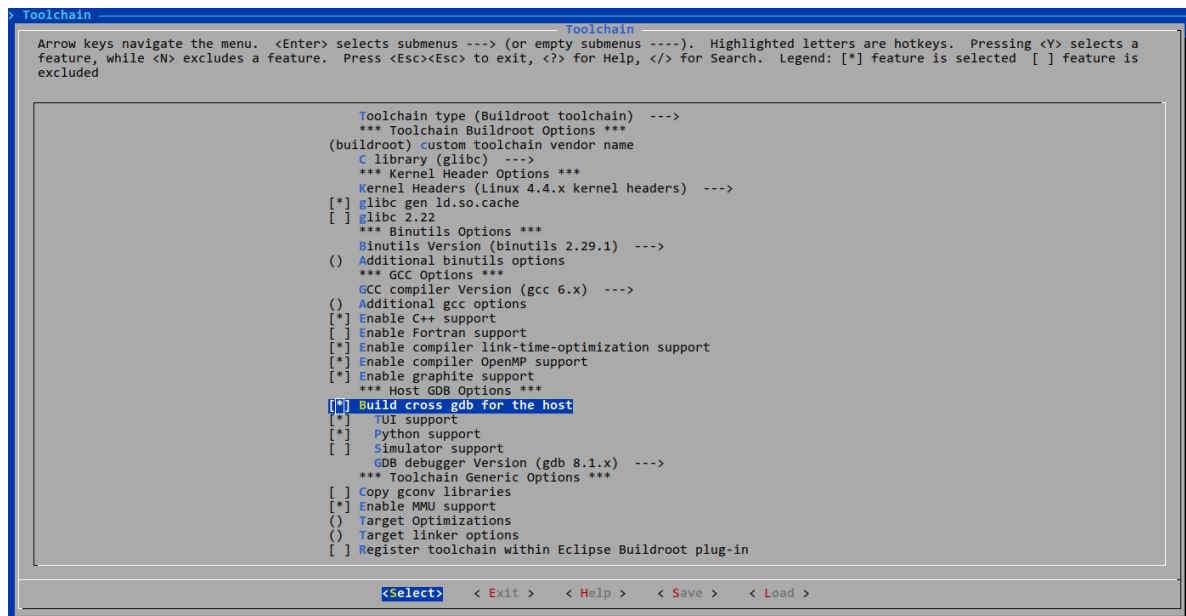 > Toolchain
Toolchain
Arrow keys navigate the menu. <Enter> selects submenus ---> (or empty submenus ----). Highlighted letters are hotkeys. Pressing <Y> selects a
feature, while <N> excludes a feature. Press <Esc><Esc> to exit, <?> for Help, </> for Search. Legend: [*] feature is selected [ ] feature is
excluded
Toolchain type (Buildroot toolchain) --->
*** Toolchain Buildroot Options ***
(buildroot) custom toolchain vendor name
C library (glibc) --->
*** Kernel Header Options ***
Kernel Headers (Linux 4.4.x kernel headers) --->
[*] glibc gen ld.so.cache
[ ] glibc 2.22
*** Binutils Options ***
Binutils Version (binutils 2.29.1) --->
() Additional binutils options
*** GCC Options ***
GCC compiler Version (gcc 6.x) --->
() Additional gcc options
[*] Enable C++ support
[ ] Enable Fortran support
[*] Enable compiler link-time-optimization support
[*] Enable compiler OpenMP support
[*] Enable graphite support
*** Host GDB Options ***
[*] Build cross gdb for the host
[*] TUI support
[*] Python support
[ ] Simulator support
GDB debugger Version (gdb 8.1.x) --->
*** Toolchain Generic Options ***
[ ] Copy gconv libraries
[*] Enable MMU support
() Target Optimizations
() Target linker options
[ ] Register toolchain within Eclipse Buildroot plug-in
<Select> < Exit > < Help > < Save > < Load >